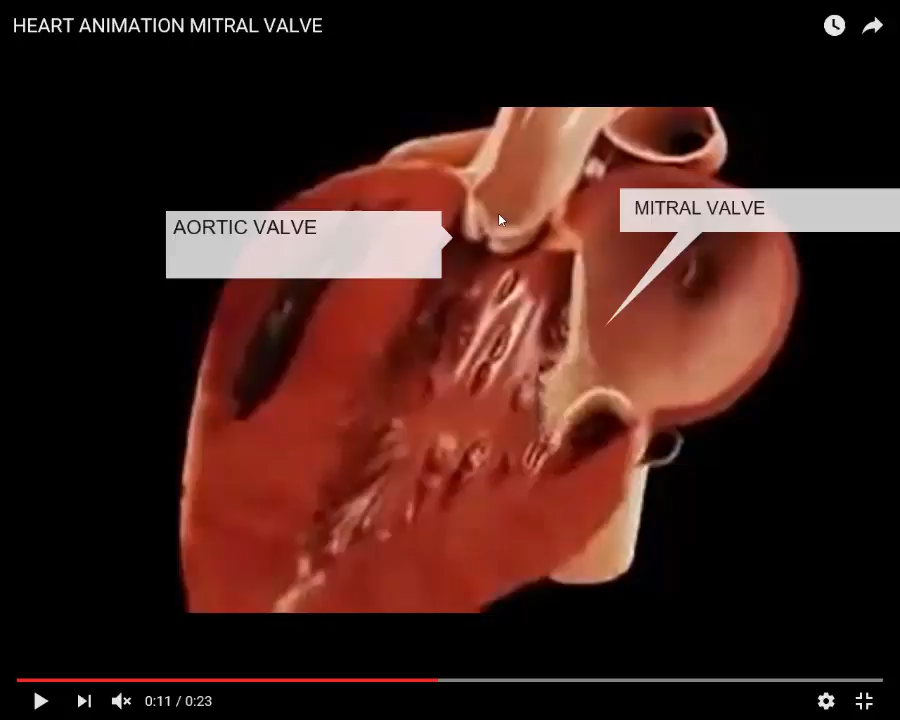 HEART ANIMATION MITRAL VALVE
MITRAL VALVE
AORTIC VALVE
0:11 / 0:23